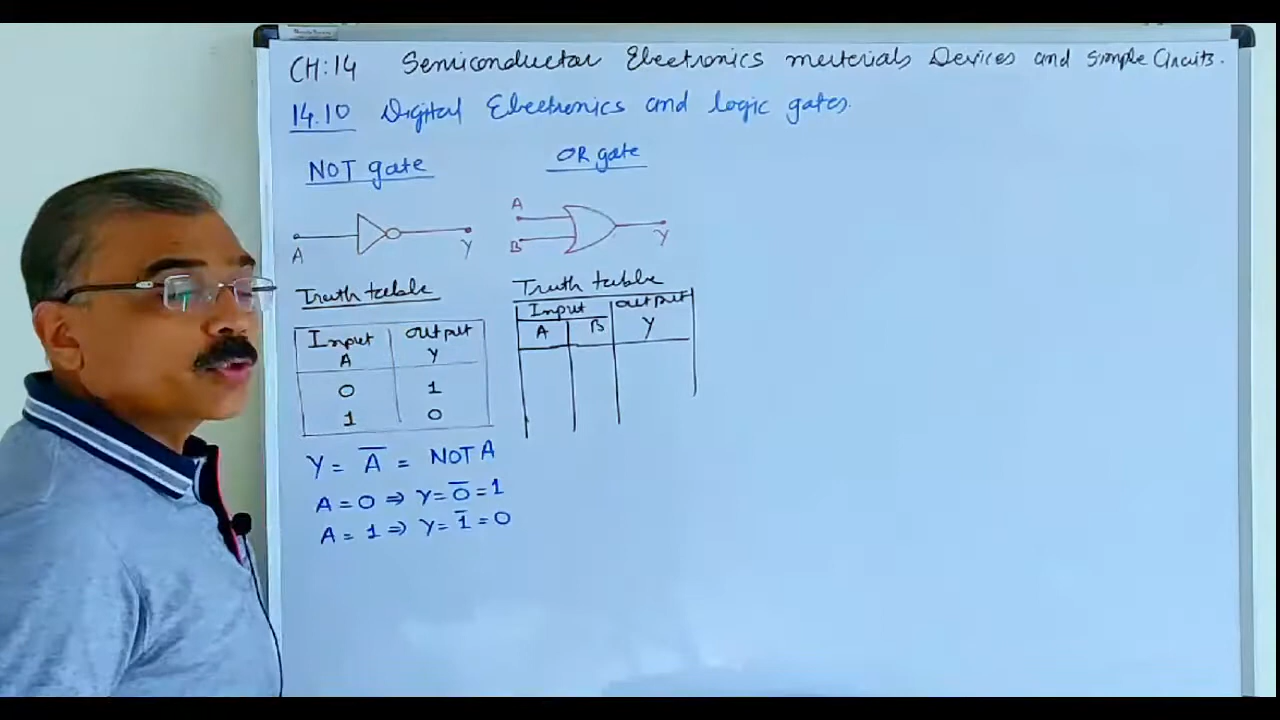 CH:14 Semiconductor Electronics materials Devices and Simple Circuits.
14.10 Digital Electronics and logic gates.
NOT gate
A
Y
Truth table
Input output
A Y
0 1
1 0
Y = A̅ = NOT A
A = 0 ⇒ Y = 0̅ = 1
A = 1 ⇒ Y = 1̅ = 0
OR gate
A
B
Y
Truth table
Input output
A B Y